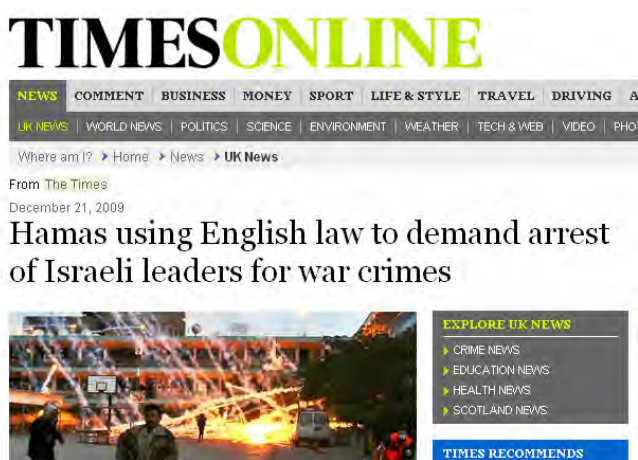 TIMESONLINE
NEWS COMMENT BUSINESS MONEY SPORT LIFE & STYLE TRAVEL DRIVING
UK NEWS WORLD NEWS POLITICS SCIENCE ENVIRONMENT WEATHER TECH & WEB VIDEO PHO
Where am I? Home News UK News
From The Times
December 21, 2009
Hamas using English law to demand arrest
of Israeli leaders for war crimes
EXPLORE UK NEWS
CRIME NEWS
EDUCATION NEWS
HEALTH NEWS
SCOTLAND NEWS
TIMES RECOMMENDS